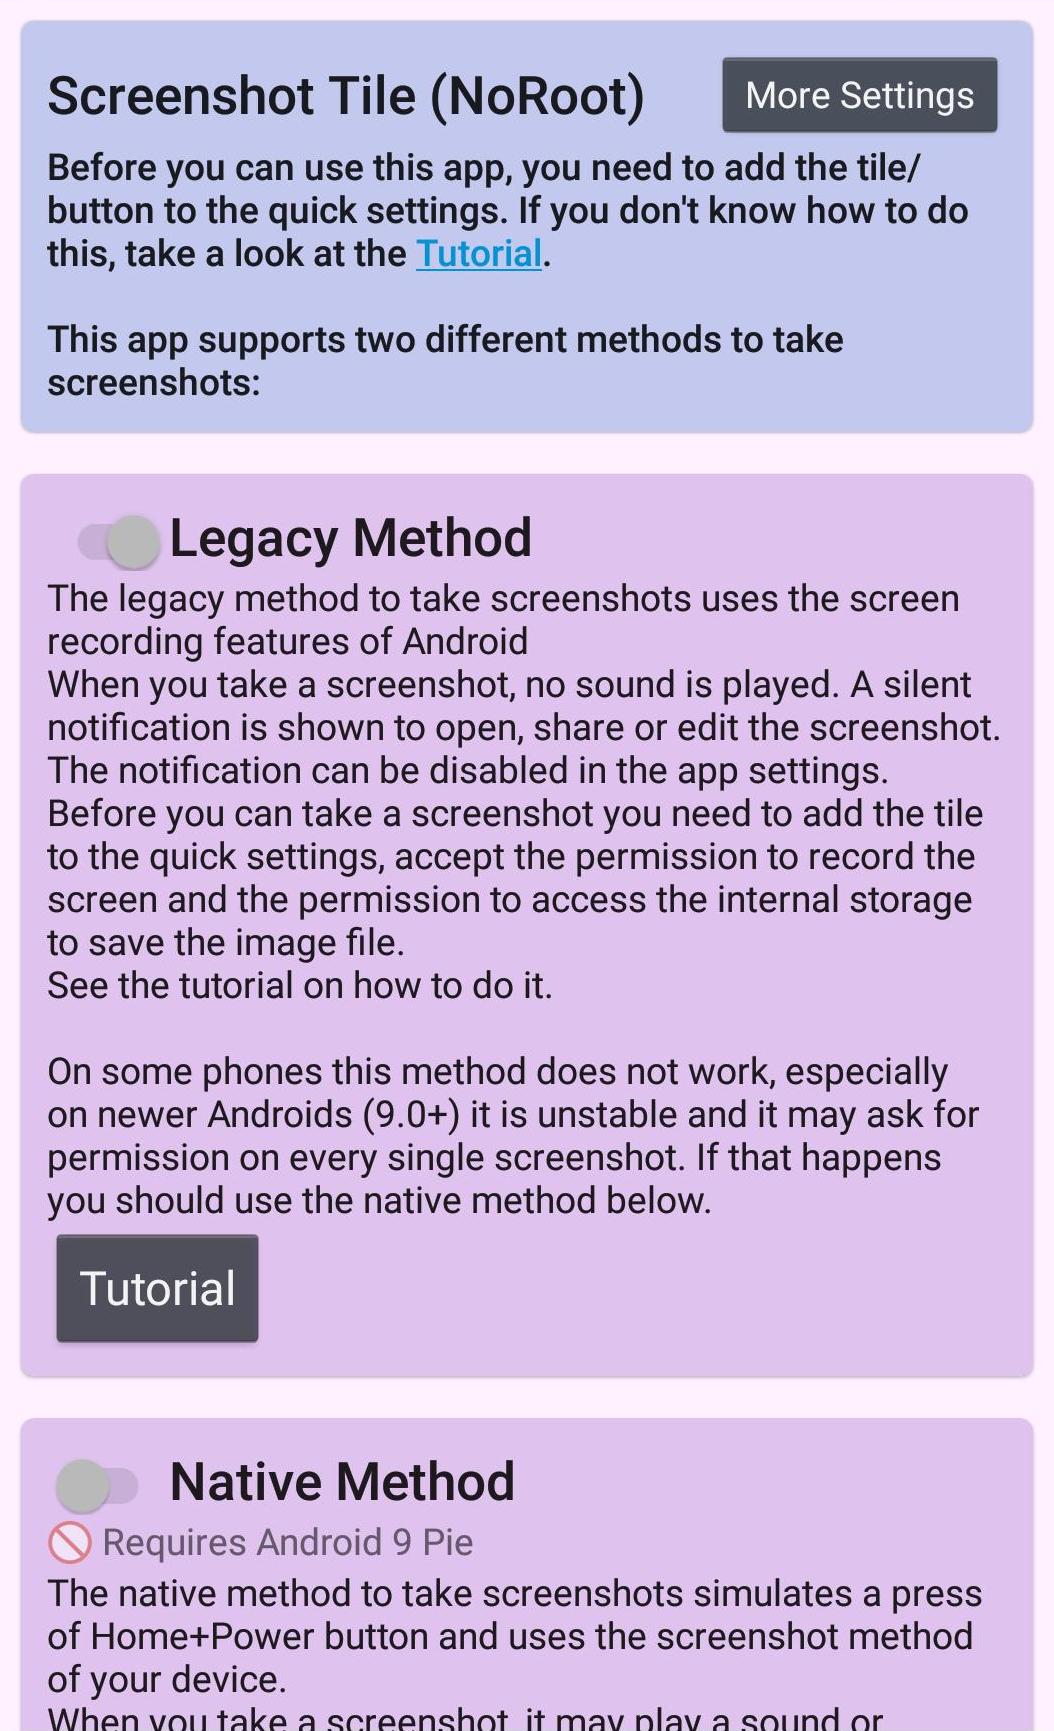 Screenshot Tile (NoRoot)
More Settings
Before you can use this app, you need to add the tile/
button to the quick settings. If you don't know how to do
this, take a look at the Tutorial.
This app supports two different methods to take
screenshots:
Legacy Method
The legacy method to take screenshots uses the screen
recording features of Android
When you take a screenshot, no sound is played. A silent
notification is shown to open, share or edit the screenshot.
The notification can be disabled in the app settings.
Before you can take a screenshot you need to add the tile
to the quick settings, accept the permission to record the
screen and the permission to access the internal storage
to save the image file.
See the tutorial on how to do it.
On some phones this method does not work, especially
on newer Androids (9.0+) it is unstable and it may ask for
permission on every single screenshot. If that happens
you should use the native method below.
Tutorial
Native Method
Requires Android 9 Pie
The native method to take screenshots simulates a press
of Home+Power button and uses the screenshot method
of your device.
When you take a screenshot, it may play a sound or